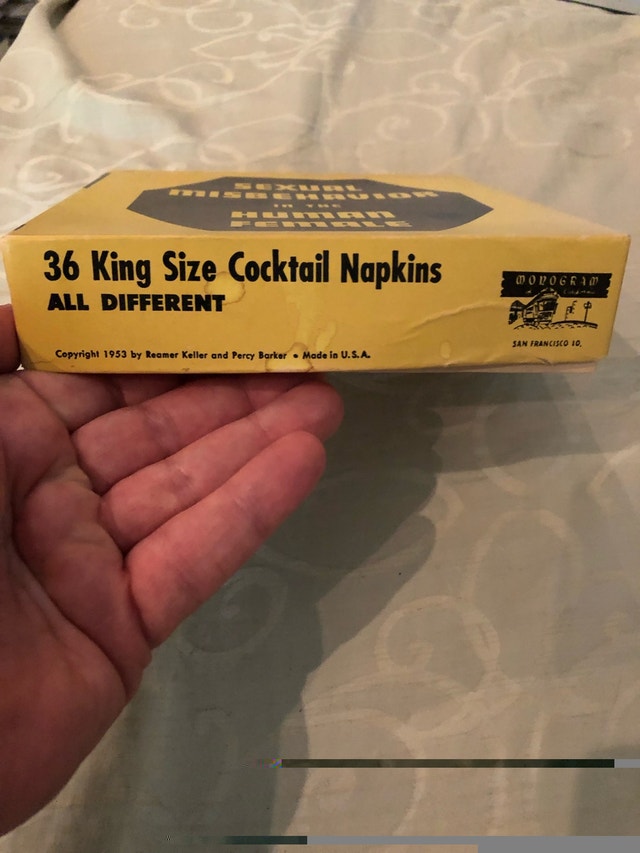 SEXUAL
MISBEHAVIOR
IN THE
HUMAN
FEMALE
36 King Size Cocktail Napkins
ALL DIFFERENT
Copyright 1953 by Reamer Keller and Percy Barker • Made in U.S.A.
MONOGRAM
SAN FRANCISCO 10,